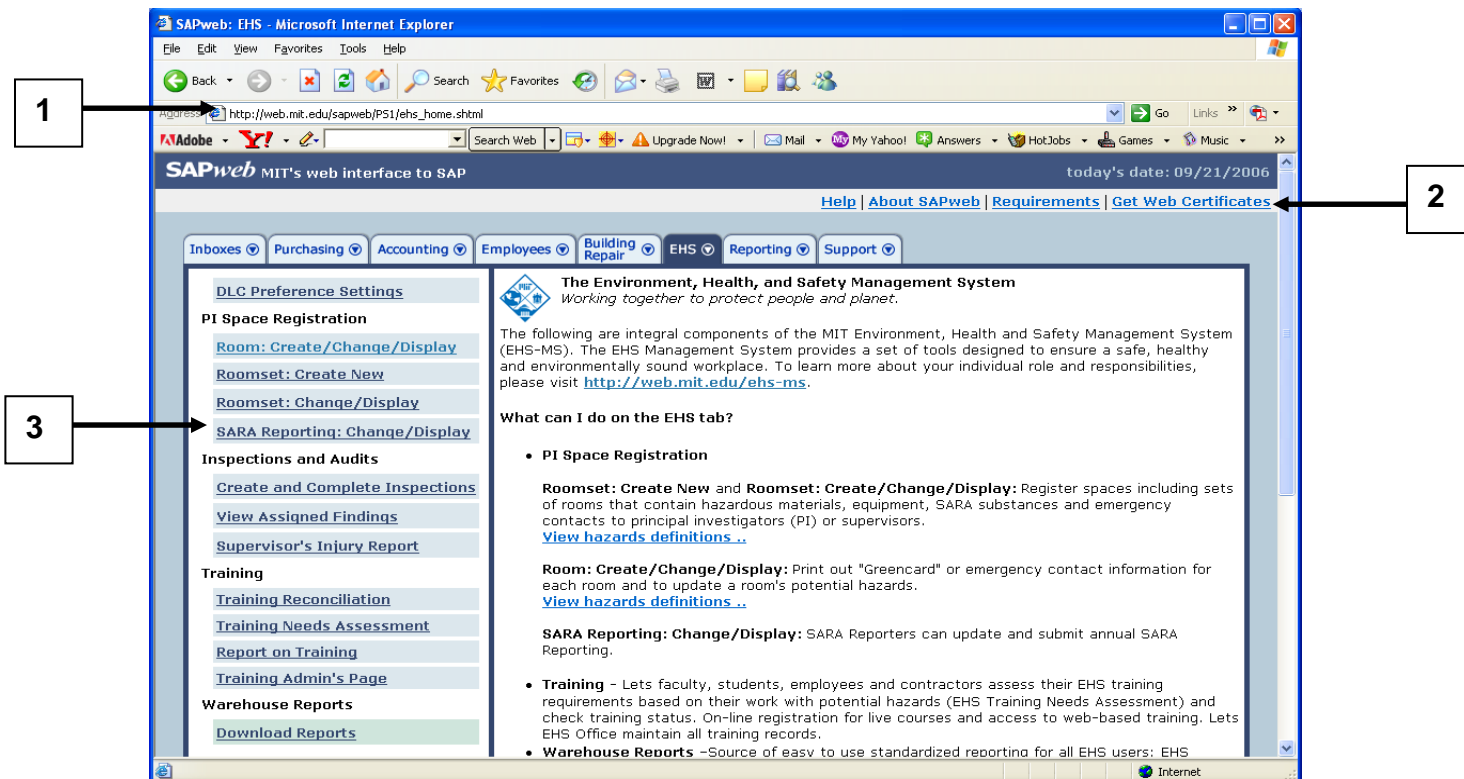 SAPweb: EHS - Microsoft Internet Explorer
File Edit View Favorites Tools Help
Back Search Favorites
1
Address http://web.mit.edu/sapweb/PS1/ehs_home.shtml Go Links »
Adobe Y! Search Web Upgrade Now! Mail My My Yahoo! Answers HotJobs Games Music »
SAPweb MIT's web interface to SAP today's date: 09/21/2006
Help | About SAPweb | Requirements | Get Web Certificates
2
Inboxes Purchasing Accounting Employees Building Repair EHS Reporting Support
DLC Preference Settings
PI Space Registration
Room: Create/Change/Display
Roomset: Create New
Roomset: Change/Display
3
SARA Reporting: Change/Display
Inspections and Audits
Create and Complete Inspections
View Assigned Findings
Supervisor's Injury Report
Training
Training Reconciliation
Training Needs Assessment
Report on Training
Training Admin's Page
Warehouse Reports
Download Reports
The Environment, Health, and Safety Management System
Working together to protect people and planet.
The following are integral components of the MIT Environment, Health and Safety Management System
(EHS-MS). The EHS Management System provides a set of tools designed to ensure a safe, healthy
and environmentally sound workplace. To learn more about your individual role and responsibilities,
please visit http://web.mit.edu/ehs-ms.
What can I do on the EHS tab?
• PI Space Registration
Roomset: Create New and Roomset: Create/Change/Display: Register spaces including sets
of rooms that contain hazardous materials, equipment, SARA substances and emergency
contacts to principal investigators (PI) or supervisors.
View hazards definitions ..
Room: Create/Change/Display: Print out "Greencard" or emergency contact information for
each room and to update a room's potential hazards.
View hazards definitions ..
SARA Reporting: Change/Display: SARA Reporters can update and submit annual SARA
Reporting.
• Training - Lets faculty, students, employees and contractors assess their EHS training
requirements based on their work with potential hazards (EHS Training Needs Assessment) and
check training status. On-line registration for live courses and access to web-based training. Lets
EHS Office maintain all training records.
• Warehouse Reports -Source of easy to use standardized reporting for all EHS users: EHS
Internet